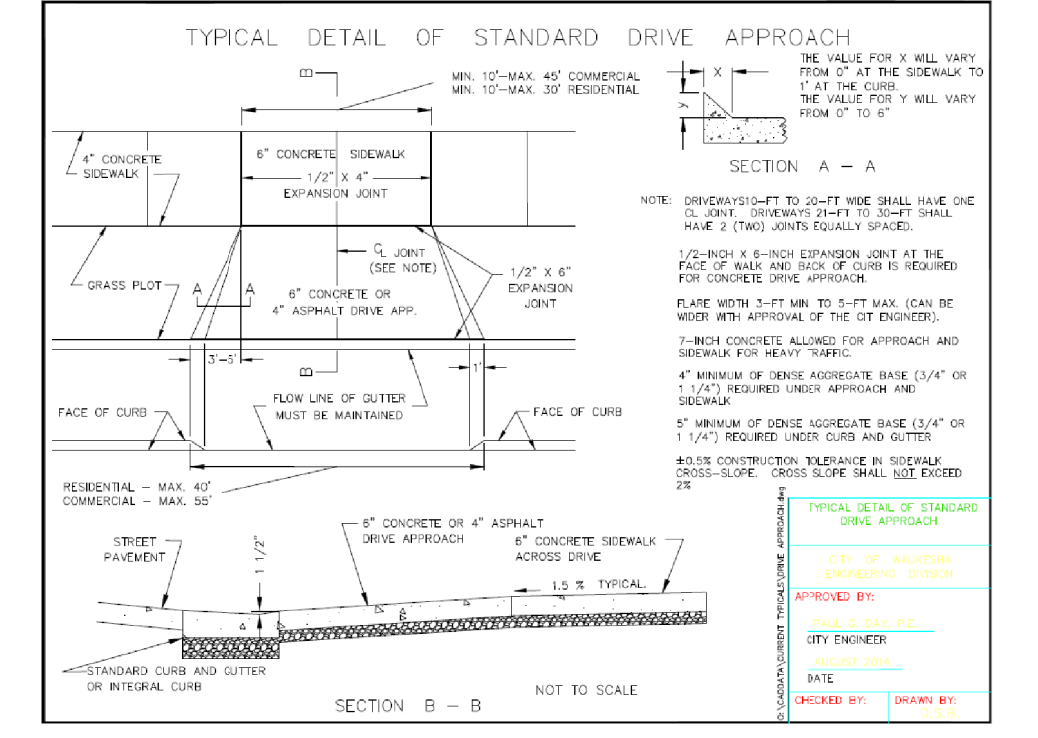 TYPICAL DETAIL OF STANDARD DRIVE APPROACH
B
MIN. 10'-MAX. 45' COMMERCIAL
MIN. 10'-MAX. 30' RESIDENTIAL
X
y
THE VALUE FOR X WILL VARY
FROM 0" AT THE SIDEWALK TO
1' AT THE CURB.
THE VALUE FOR Y WILL VARY
FROM 0" TO 6"
SECTION A - A
4" CONCRETE
SIDEWALK
6" CONCRETE SIDEWALK
1/2" X 4"
EXPANSION JOINT
CL JOINT
(SEE NOTE)
1/2" X 6"
EXPANSION
JOINT
GRASS PLOT
A A
6" CONCRETE OR
4" ASPHALT DRIVE APP.
3'-5'
1'
B
FLOW LINE OF GUTTER
MUST BE MAINTAINED
FACE OF CURB
FACE OF CURB
RESIDENTIAL - MAX. 40'
COMMERCIAL - MAX. 55'
NOTE: DRIVEWAYS10-FT TO 20-FT WIDE SHALL HAVE ONE
CL JOINT. DRIVEWAYS 21-FT TO 30-FT SHALL
HAVE 2 (TWO) JOINTS EQUALLY SPACED.
1/2-INCH X 6-INCH EXPANSION JOINT AT THE
FACE OF WALK AND BACK OF CURB IS REQUIRED
FOR CONCRETE DRIVE APPROACH.
FLARE WIDTH 3-FT MIN TO 5-FT MAX. (CAN BE
WIDER WITH APPROVAL OF THE CIT ENGINEER).
7-INCH CONCRETE ALLOWED FOR APPROACH AND
SIDEWALK FOR HEAVY TRAFFIC.
4" MINIMUM OF DENSE AGGREGATE BASE (3/4" OR
1 1/4") REQUIRED UNDER APPROACH AND
SIDEWALK
5" MINIMUM OF DENSE AGGREGATE BASE (3/4" OR
1 1/4") REQUIRED UNDER CURB AND GUTTER
±0.5% CONSTRUCTION TOLERANCE IN SIDEWALK
CROSS-SLOPE. CROSS SLOPE SHALL NOT EXCEED
2%
STREET
PAVEMENT
1 1/2"
6" CONCRETE OR 4" ASPHALT
DRIVE APPROACH
6" CONCRETE SIDEWALK
ACROSS DRIVE
1.5 % TYPICAL.
STANDARD CURB AND GUTTER
OR INTEGRAL CURB
SECTION B - B
NOT TO SCALE
G:\CADDATA\CURRENT TYPICALS\DRIVE APPROACH.dwg
TYPICAL DETAIL OF STANDARD
DRIVE APPROACH
CITY OF WAUKESHA
ENGINEERING DIVISION
APPROVED BY:
PAUL G. DAY, P.E.
CITY ENGINEER
AUGUST 2014
DATE
CHECKED BY:
DRAWN BY: